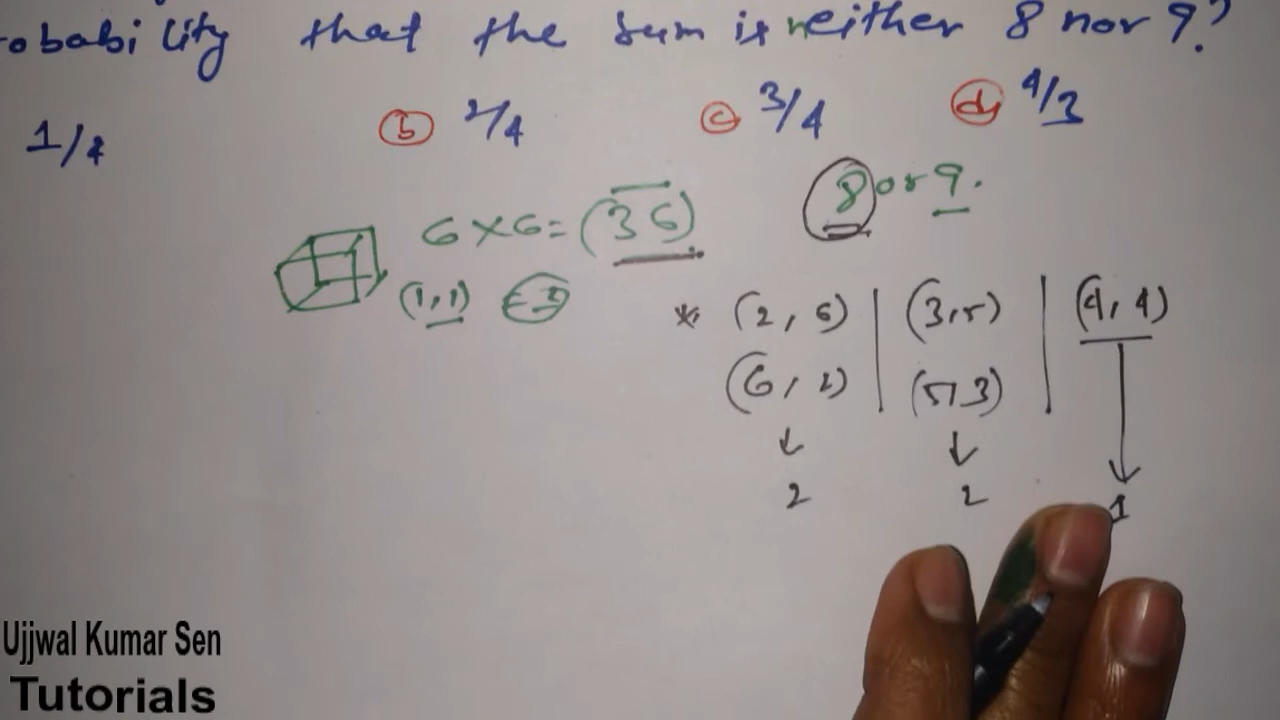 obability that the sum is neither 8 nor 9?
1/4 (b) 2/4 (c) 3/4 (d) 4/3
8 or 9.
6 × 6 = (36)
(1,1)
* (2, 6) | (3,5) | (4, 4)
(6, 2) | (5,3)
↓ ↓ ↓
2 2 1
Ujjwal Kumar Sen
Tutorials